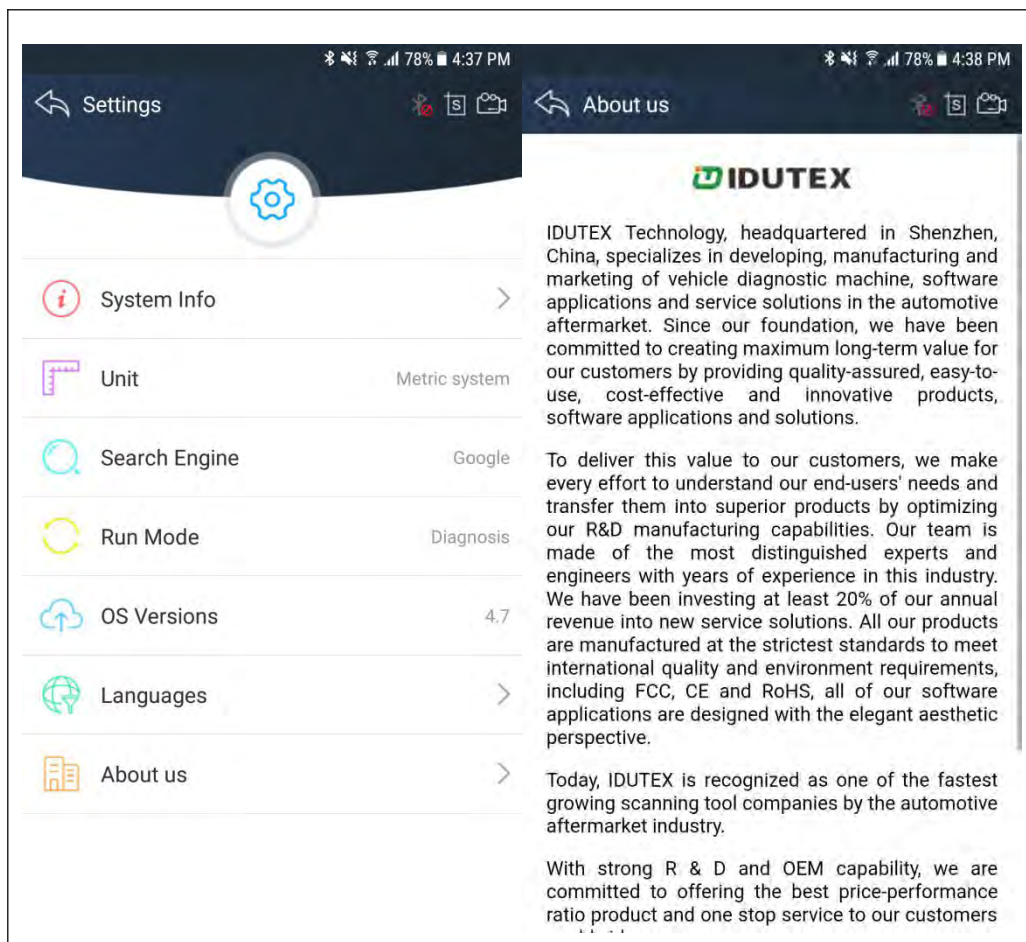 78% 4:37 PM
Settings
System Info
Unit
Metric system
Search Engine
Google
Run Mode
Diagnosis
OS Versions
4.7
Languages
About us
78% 4:38 PM
About us
IDUTEX
IDUTEX Technology, headquartered in Shenzhen,
China, specializes in developing, manufacturing and
marketing of vehicle diagnostic machine, software
applications and service solutions in the automotive
aftermarket. Since our foundation, we have been
committed to creating maximum long-term value for
our customers by providing quality-assured, easy-to-
use, cost-effective and innovative products,
software applications and solutions.
To deliver this value to our customers, we make
every effort to understand our end-users' needs and
transfer them into superior products by optimizing
our R&D manufacturing capabilities. Our team is
made of the most distinguished experts and
engineers with years of experience in this industry.
We have been investing at least 20% of our annual
revenue into new service solutions. All our products
are manufactured at the strictest standards to meet
international quality and environment requirements,
including FCC, CE and RoHS, all of our software
applications are designed with the elegant aesthetic
perspective.
Today, IDUTEX is recognized as one of the fastest
growing scanning tool companies by the automotive
aftermarket industry.
With strong R & D and OEM capability, we are
committed to offering the best price-performance
ratio product and one stop service to our customers